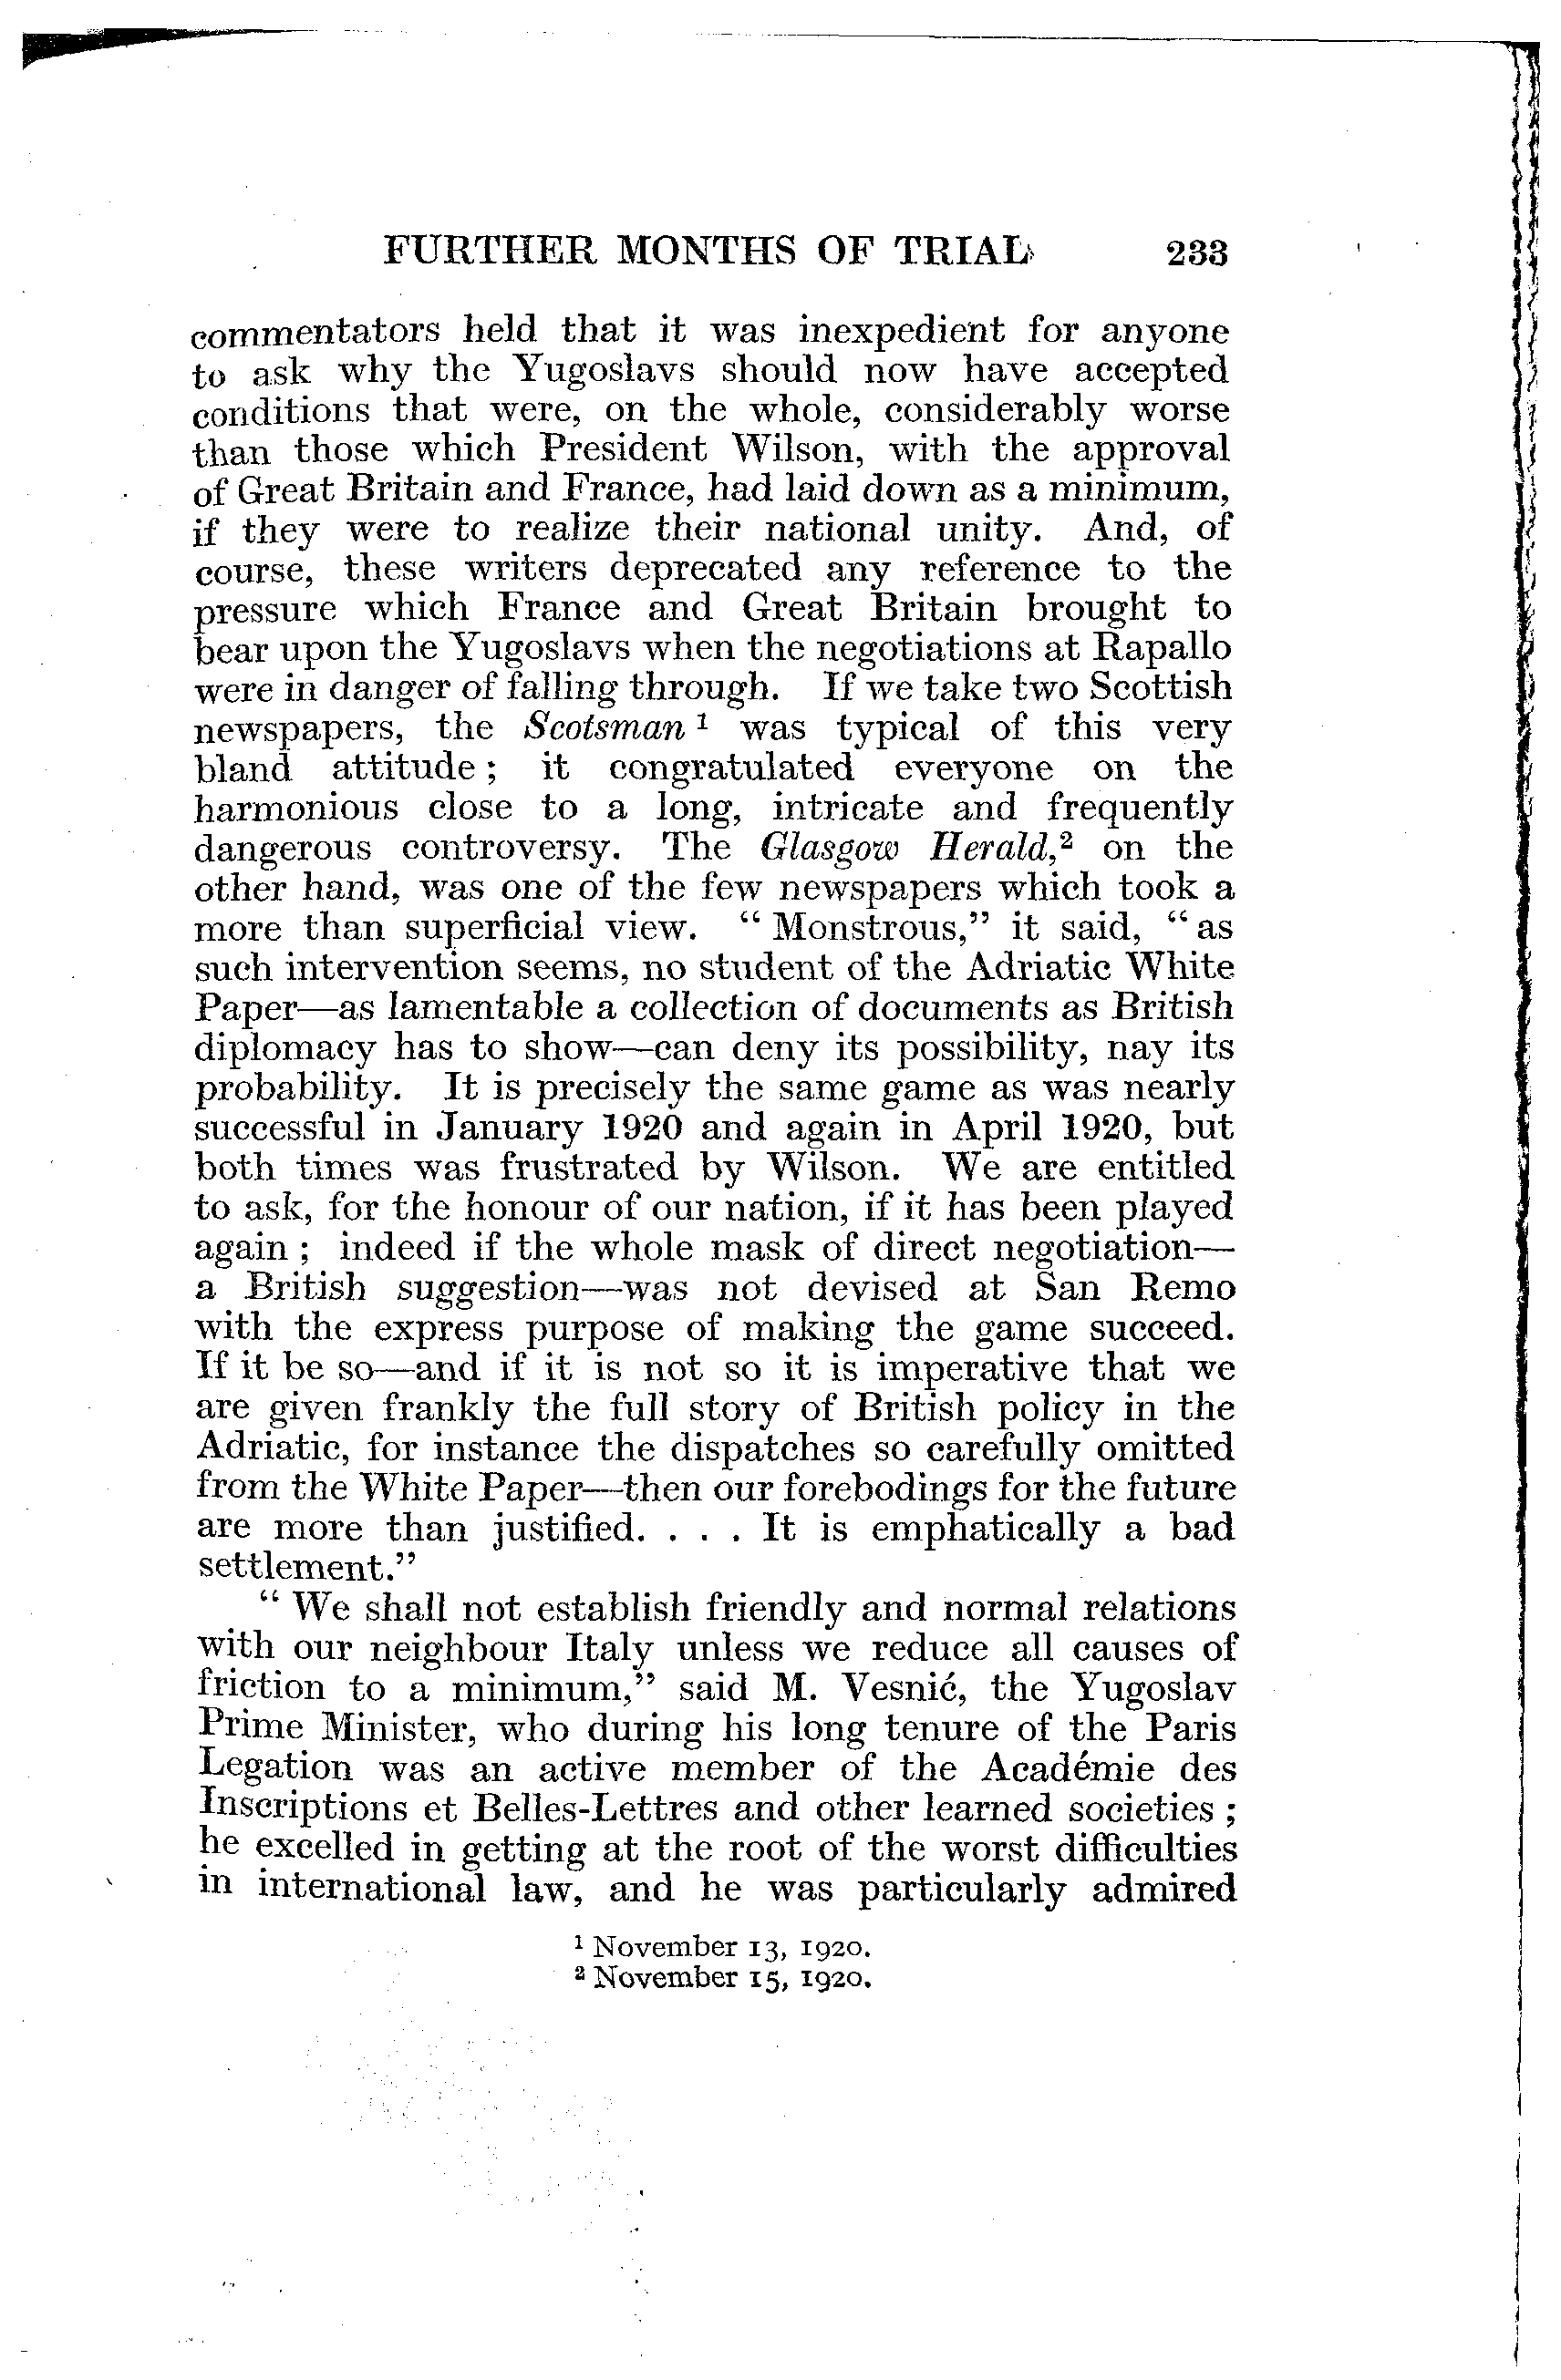 FURTHER MONTHS OF TRIAL 233
commentators held that it was inexpedient for anyone
to ask why the Yugoslavs should now have accepted
conditions that were, on the whole, considerably worse
than those which President Wilson, with the approval
of Great Britain and France, had laid down as a minimum,
if they were to realize their national unity. And, of
course, these writers deprecated any reference to the
pressure which France and Great Britain brought to
bear upon the Yugoslavs when the negotiations at Rapallo
were in danger of falling through. If we take two Scottish
newspapers, the Scotsman ¹ was typical of this very
bland attitude ; it congratulated everyone on the
harmonious close to a long, intricate and frequently
dangerous controversy. The Glasgow Herald,² on the
other hand, was one of the few newspapers which took a
more than superficial view. “ Monstrous,” it said, “ as
such intervention seems, no student of the Adriatic White
Paper—as lamentable a collection of documents as British
diplomacy has to show—can deny its possibility, nay its
probability. It is precisely the same game as was nearly
successful in January 1920 and again in April 1920, but
both times was frustrated by Wilson. We are entitled
to ask, for the honour of our nation, if it has been played
again ; indeed if the whole mask of direct negotiation—
a British suggestion—was not devised at San Remo
with the express purpose of making the game succeed.
If it be so—and if it is not so it is imperative that we
are given frankly the full story of British policy in the
Adriatic, for instance the dispatches so carefully omitted
from the White Paper—then our forebodings for the future
are more than justified. . . . It is emphatically a bad
settlement.”
“ We shall not establish friendly and normal relations
with our neighbour Italy unless we reduce all causes of
friction to a minimum,” said M. Vesnić, the Yugoslav
Prime Minister, who during his long tenure of the Paris
Legation was an active member of the Académie des
Inscriptions et Belles-Lettres and other learned societies ;
he excelled in getting at the root of the worst difficulties
in international law, and he was particularly admired
¹ November 13, 1920.
² November 15, 1920.